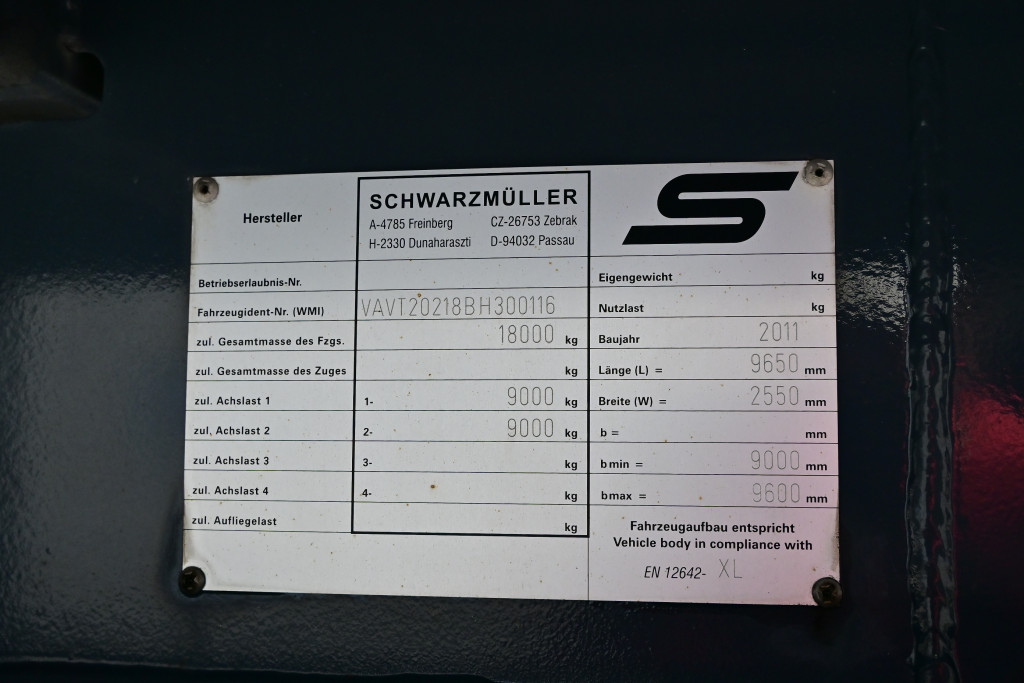 Hersteller
SCHWARZMÜLLER
A-4785 Freinberg CZ-26753 Zebrak
H-2330 Dunaharaszti D-94032 Passau
Betriebserlaubnis-Nr.
Fahrzeugident-Nr. (WMI) VAVT20218BH300116
zul. Gesamtmasse des Fzgs. 18000 kg
zul. Gesamtmasse des Zuges kg
zul. Achslast 1 1- 9000 kg
zul. Achslast 2 2- 9000 kg
zul. Achslast 3 3- kg
zul. Achslast 4 4- kg
zul. Aufliegelast kg
Eigengewicht kg
Nutzlast kg
Baujahr 2011
Länge (L) = 9650 mm
Breite (W) = 2550 mm
b = mm
bmin = 9000 mm
bmax = 9600 mm
Fahrzeugaufbau entspricht
Vehicle body in compliance with
EN 12642- XL